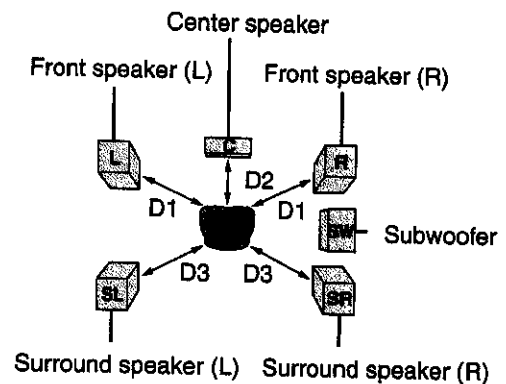 Center speaker
Front speaker (L)
Front speaker (R)
L
C
R
D2
D1
D1
SW
Subwoofer
D3
D3
SL
SR
Surround speaker (L)
Surround speaker (R)